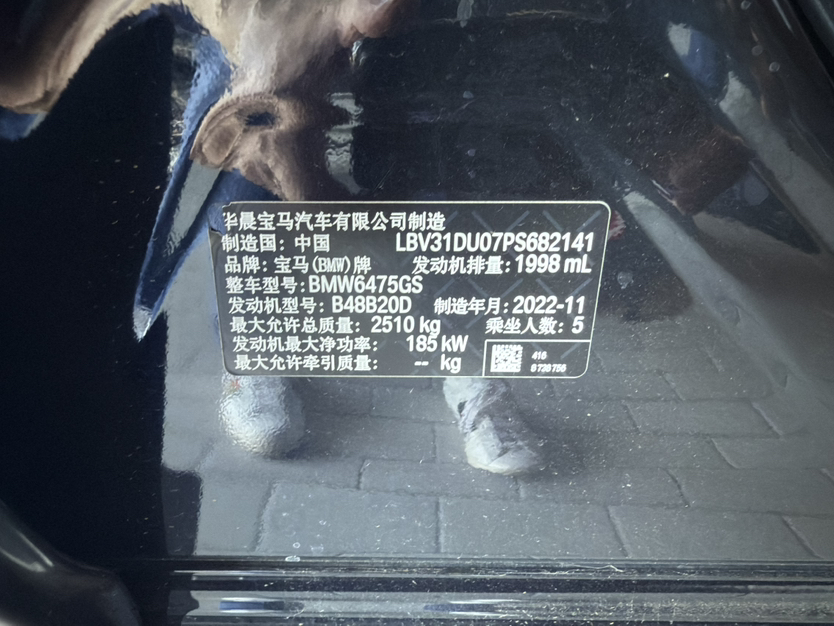 华晨宝马汽车有限公司制造
制造国：中国 LBV31DU07PS682141
品牌：宝马(BMW)牌 发动机排量：1998 mL
整车型号：BMW6475GS
发动机型号：B48B20D 制造年月：2022-11
最大允许总质量：2510 kg 乘坐人数：5
发动机最大净功率：185 kW
最大允许牵引质量：-- kg
416
8 738 755